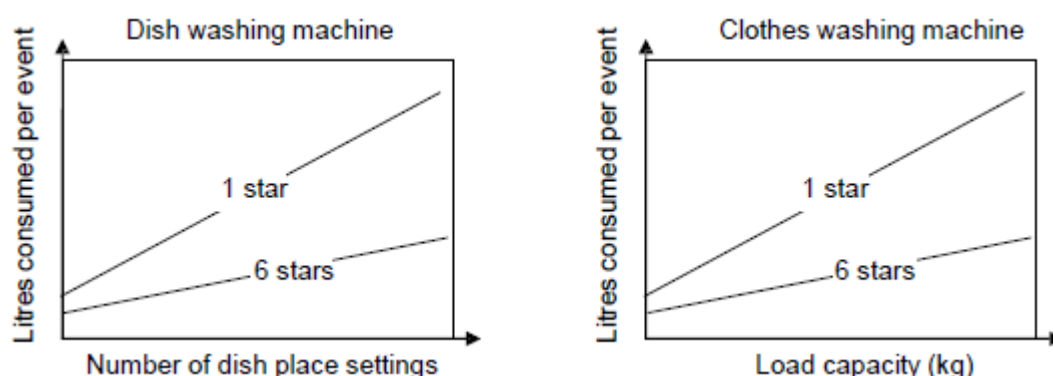 Dish washing machine
Litres consumed per event
1 star
6 stars
Number of dish place settings
Clothes washing machine
Litres consumed per event
1 star
6 stars
Load capacity (kg)